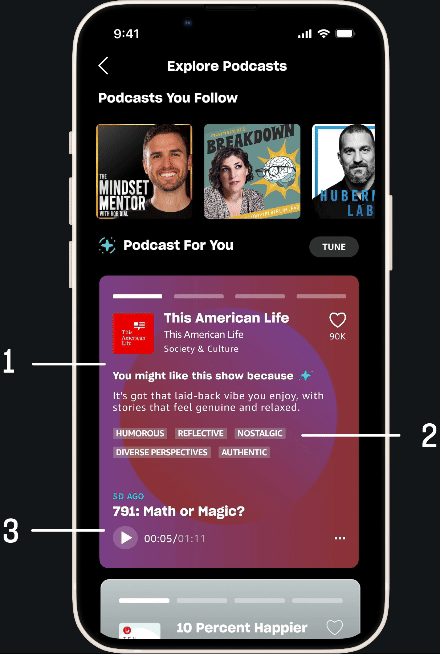 9:41
Explore Podcasts
Podcasts You Follow
THE
MINDSET
MENTOR
WITH ROB DIAL
BREAKDOWN
HUBERM
LAB
Podcast For You
TUNE
This American Life
This American Life
Society & Culture
90K
This
American
Life
1
You might like this show because
It's got that laid-back vibe you enjoy, with
stories that feel genuine and relaxed.
HUMOROUS REFLECTIVE NOSTALGIC
2
DIVERSE PERSPECTIVES AUTHENTIC
5D AGO
791: Math or Magic?
3
00:05/01:11
10 Percent Happier